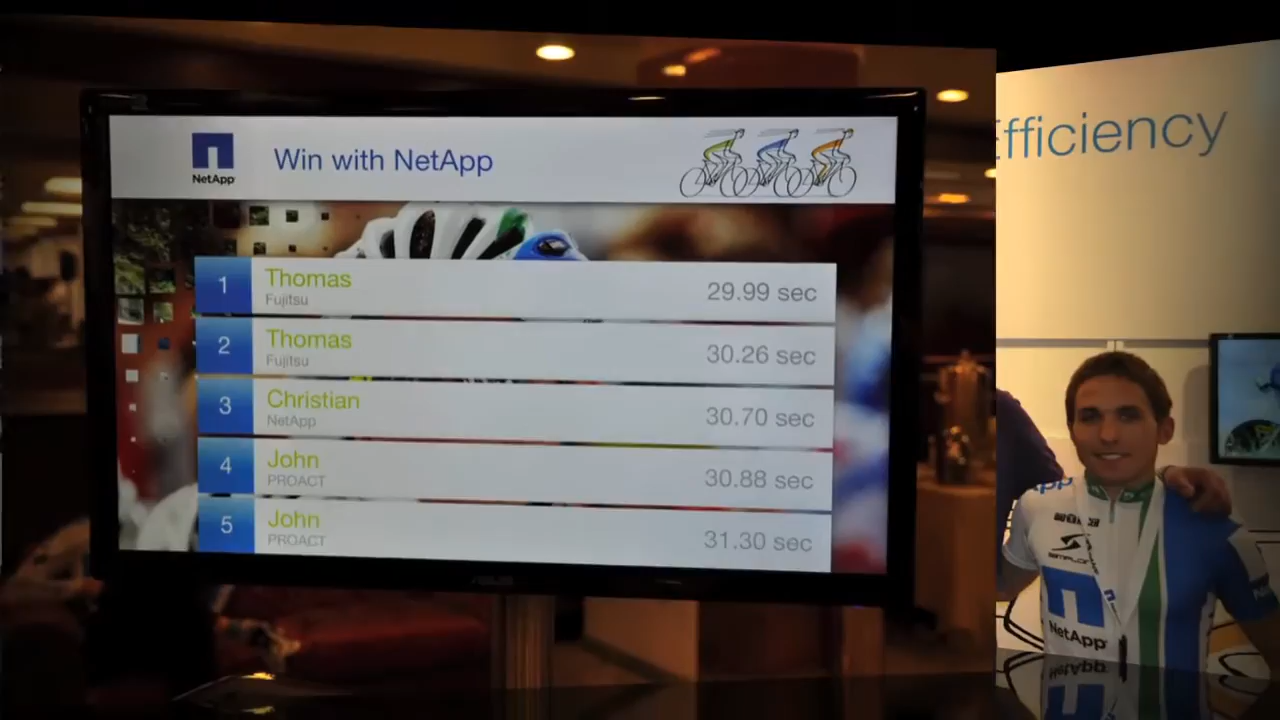 NetApp
Win with NetApp
1 Thomas 29.99 sec
Fujitsu
2 Thomas 30.26 sec
Fujitsu
3 Christian 30.70 sec
NetApp
4 John 30.88 sec
PROACT
5 John 31.30 sec
PROACT
Efficiency
NetApp